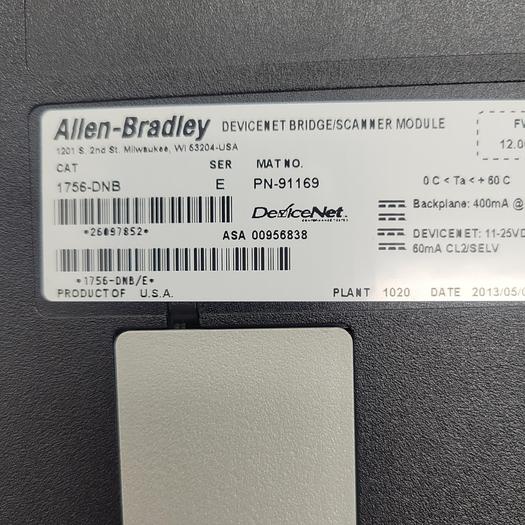 Allen-Bradley DEVICENET BRIDGE/SCANNER MODULE
1201 S. 2nd St. Milwaukee, WI 53204-USA
CAT SER MAT NO.
1756-DNB E PN-91169
DeviceNet.
*26097852* ASA 00956838
*1756-DNB/E*
PRODUCT OF U.S.A. PLANT 1020 DATE 2013/05/0
FW
12.00
0 C < Ta < + 60 C
Backplane: 400mA @
DEVICENET: 11-25VD
60mA CL2/SELV